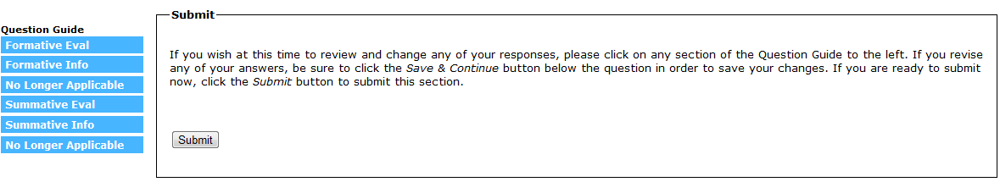 Question Guide
Formative Eval
Formative Info
No Longer Applicable
Summative Eval
Summative Info
No Longer Applicable
Submit
If you wish at this time to review and change any of your responses, please click on any section of the Question Guide to the left. If you revise
any of your answers, be sure to click the Save & Continue button below the question in order to save your changes. If you are ready to submit
now, click the Submit button to submit this section.
Submit